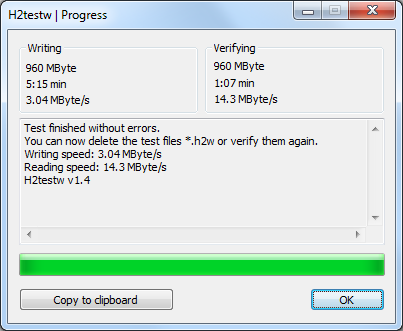 H2testw | Progress
Writing
960 MByte
5:15 min
3.04 MByte/s
Verifying
960 MByte
1:07 min
14.3 MByte/s
Test finished without errors.
You can now delete the test files *.h2w or verify them again.
Writing speed: 3.04 MByte/s
Reading speed: 14.3 MByte/s
H2testw v1.4
Copy to clipboard
OK